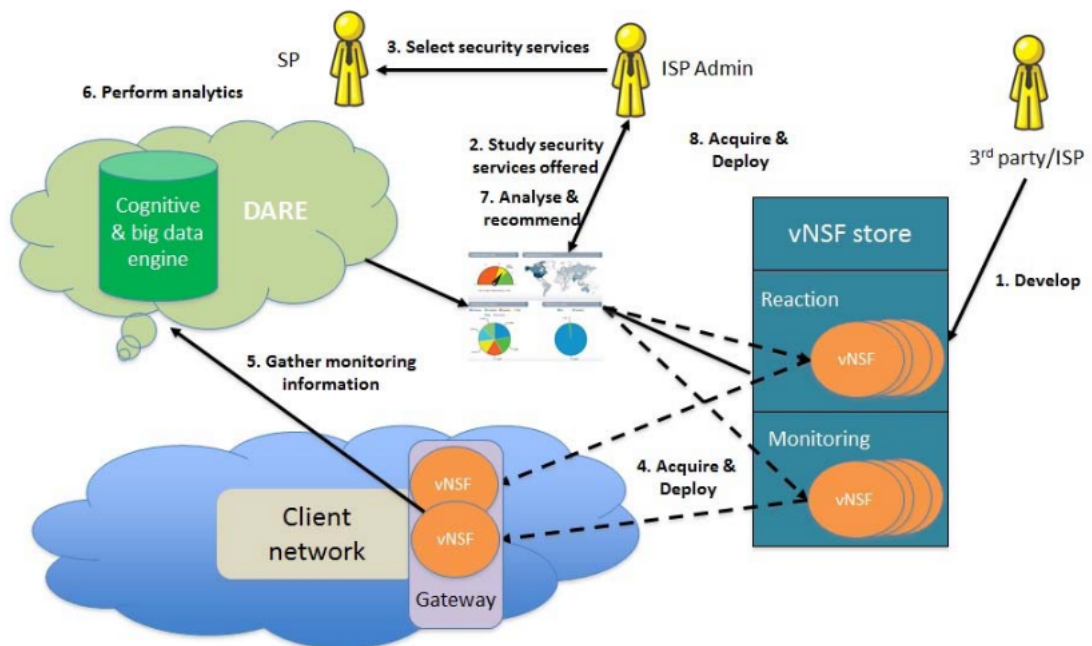 SP
3. Select security services
ISP Admin
6. Perform analytics
2. Study security
services offered
7. Analyse &
recommend
8. Acquire &
Deploy
3rd party/ISP
Cognitive
& big data
engine
DARE
vNSF store
1. Develop
Reaction
vNSF
5. Gather monitoring
information
Monitoring
vNSF
4. Acquire &
Deploy
vNSF
vNSF
Client
network
Gateway